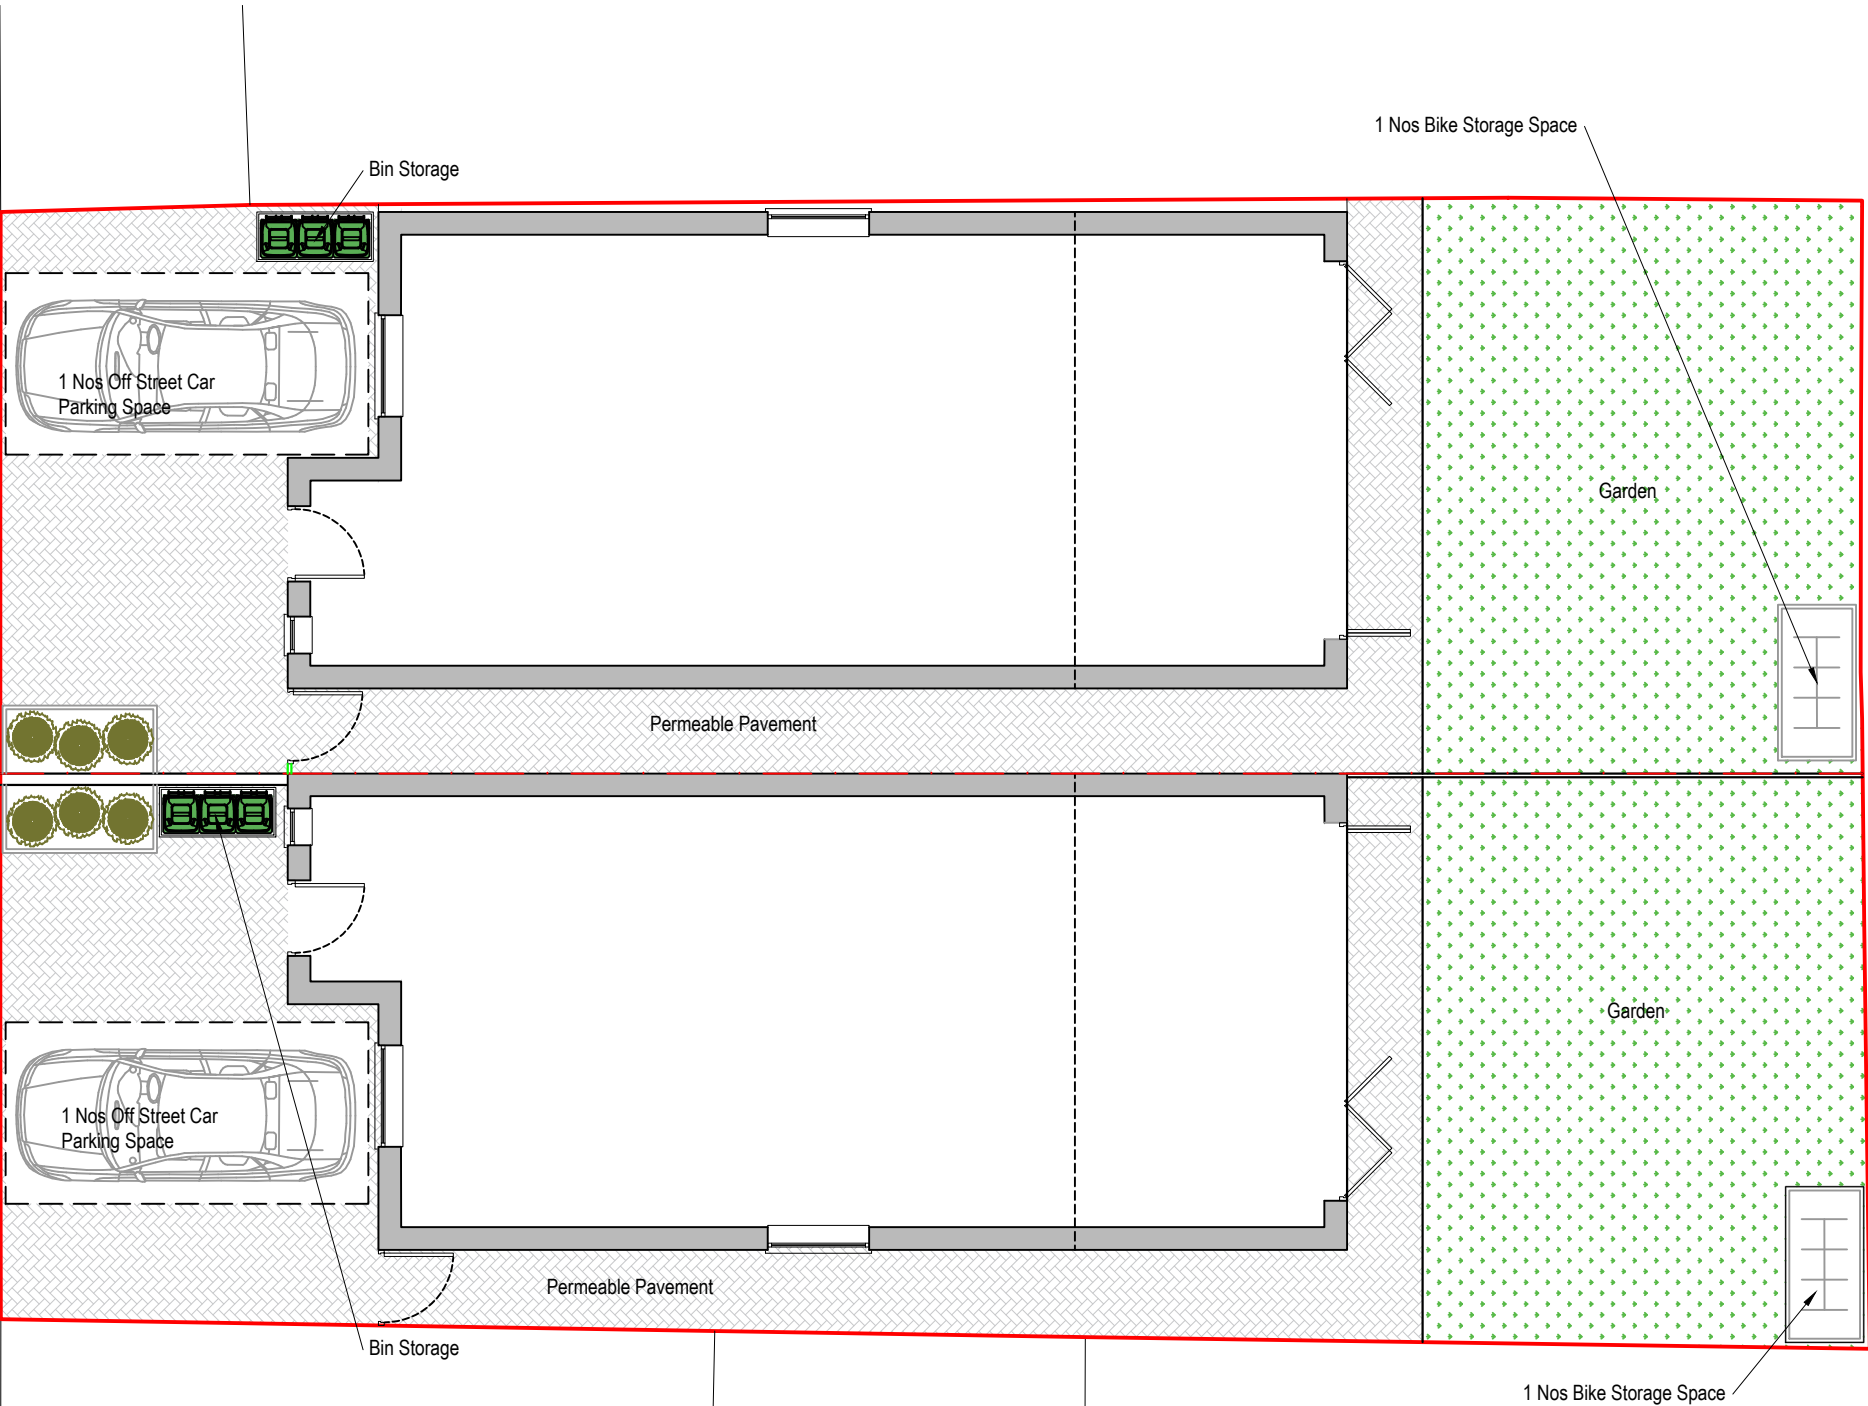 1 Nos Bike Storage Space
Bin Storage
1 Nos Off Street Car
Parking Space
Garden
Permeable Pavement
Garden
1 Nos Off Street Car
Parking Space
Permeable Pavement
Bin Storage
1 Nos Bike Storage Space